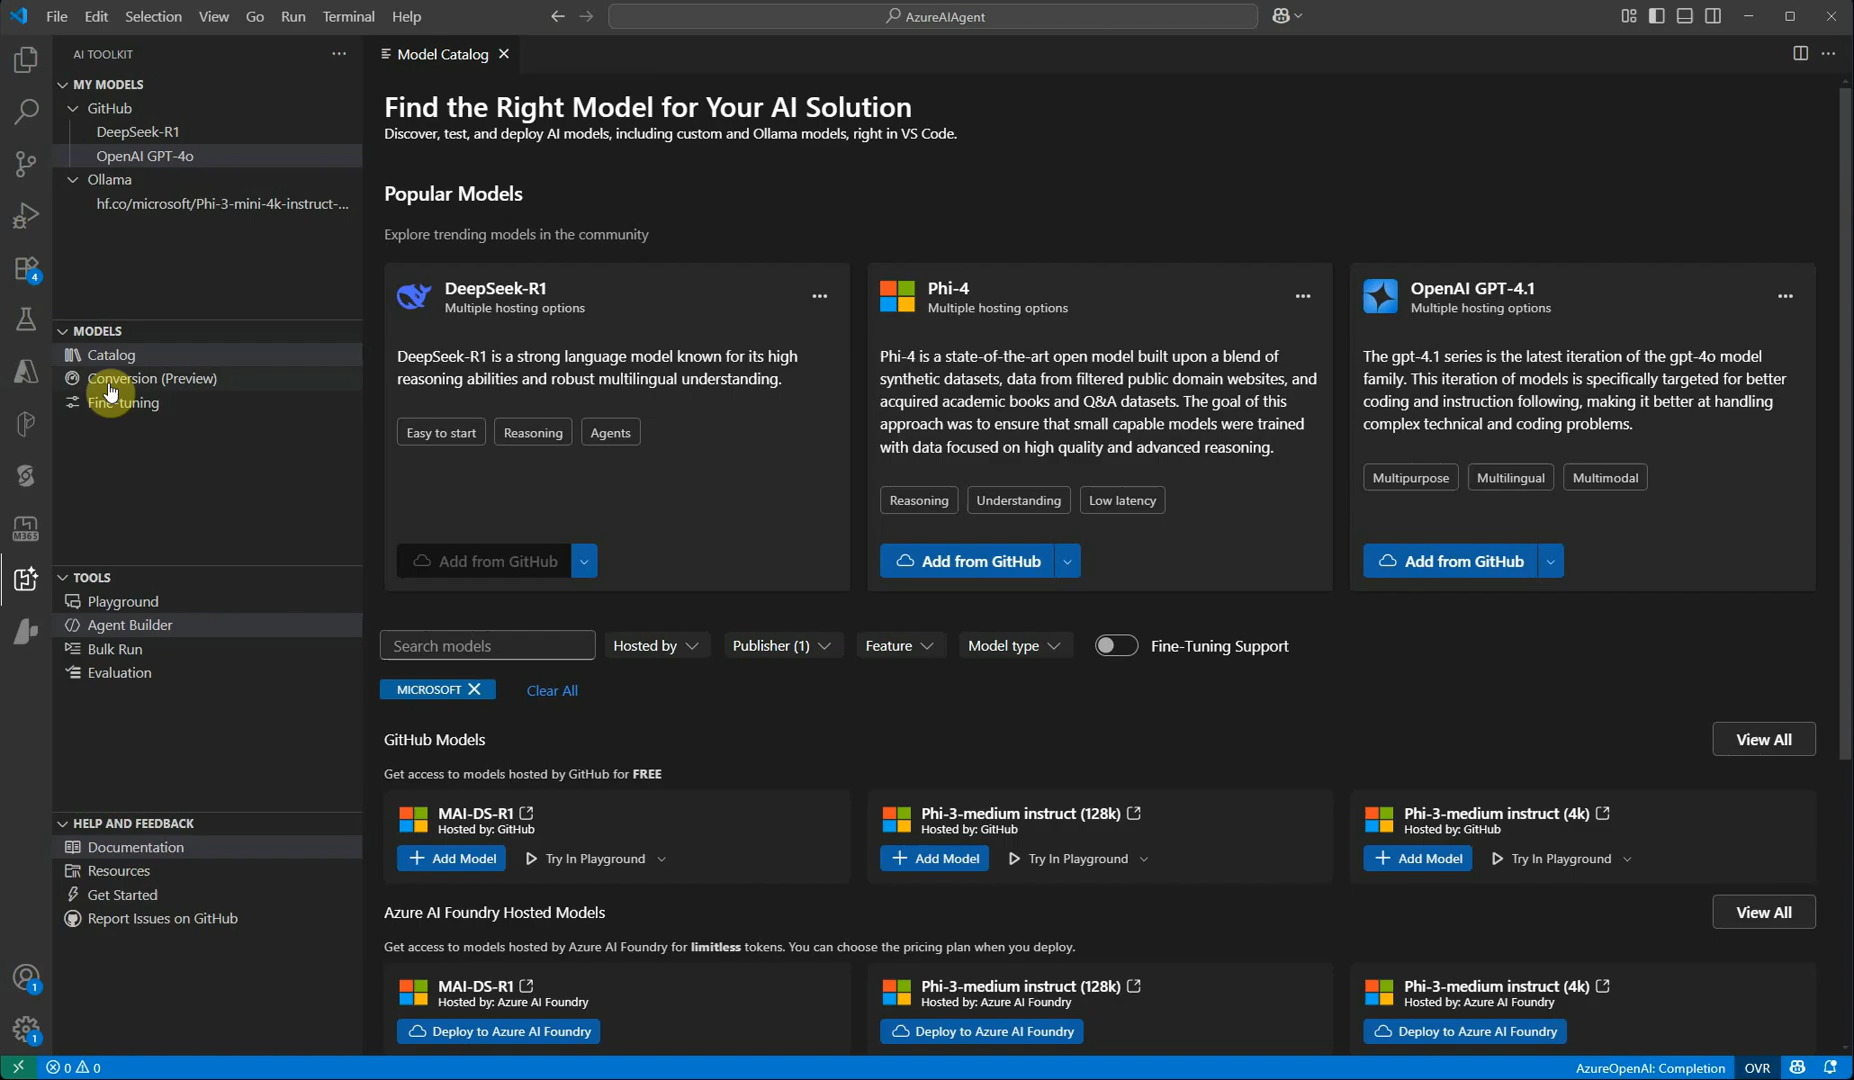 File Edit Selection View Go Run Terminal Help
AzureAIAgent
AI TOOLKIT
MY MODELS
GitHub
DeepSeek-R1
OpenAI GPT-4o
Ollama
hf.co/microsoft/Phi-3-mini-4k-instruct-...
MODELS
Catalog
Conversion (Preview)
Fine-tuning
TOOLS
Playground
Agent Builder
Bulk Run
Evaluation
HELP AND FEEDBACK
Documentation
Resources
Get Started
Report Issues on GitHub
4
M365
1
1
Model Catalog
Find the Right Model for Your AI Solution
Discover, test, and deploy AI models, including custom and Ollama models, right in VS Code.
Popular Models
Explore trending models in the community
DeepSeek-R1
Multiple hosting options
DeepSeek-R1 is a strong language model known for its high
reasoning abilities and robust multilingual understanding.
Easy to start Reasoning Agents
Add from GitHub
Phi-4
Multiple hosting options
Phi-4 is a state-of-the-art open model built upon a blend of
synthetic datasets, data from filtered public domain websites, and
acquired academic books and Q&A datasets. The goal of this
approach was to ensure that small capable models were trained
with data focused on high quality and advanced reasoning.
Reasoning Understanding Low latency
Add from GitHub
OpenAI GPT-4.1
Multiple hosting options
The gpt-4.1 series is the latest iteration of the gpt-4o model
family. This iteration of models is specifically targeted for better
coding and instruction following, making it better at handling
complex technical and coding problems.
Multipurpose Multilingual Multimodal
Add from GitHub
Search models Hosted by Publisher (1) Feature Model type Fine-Tuning Support
MICROSOFT Clear All
GitHub Models View All
Get access to models hosted by GitHub for FREE
MAI-DS-R1
Hosted by: GitHub
Add Model Try In Playground
Phi-3-medium instruct (128k)
Hosted by: GitHub
Add Model Try In Playground
Phi-3-medium instruct (4k)
Hosted by: GitHub
Add Model Try In Playground
Azure AI Foundry Hosted Models View All
Get access to models hosted by Azure AI Foundry for limitless tokens. You can choose the pricing plan when you deploy.
MAI-DS-R1
Hosted by: Azure AI Foundry
Deploy to Azure AI Foundry
Phi-3-medium instruct (128k)
Hosted by: Azure AI Foundry
Deploy to Azure AI Foundry
Phi-3-medium instruct (4k)
Hosted by: Azure AI Foundry
Deploy to Azure AI Foundry
0 0 AzureOpenAI: Completion OVR